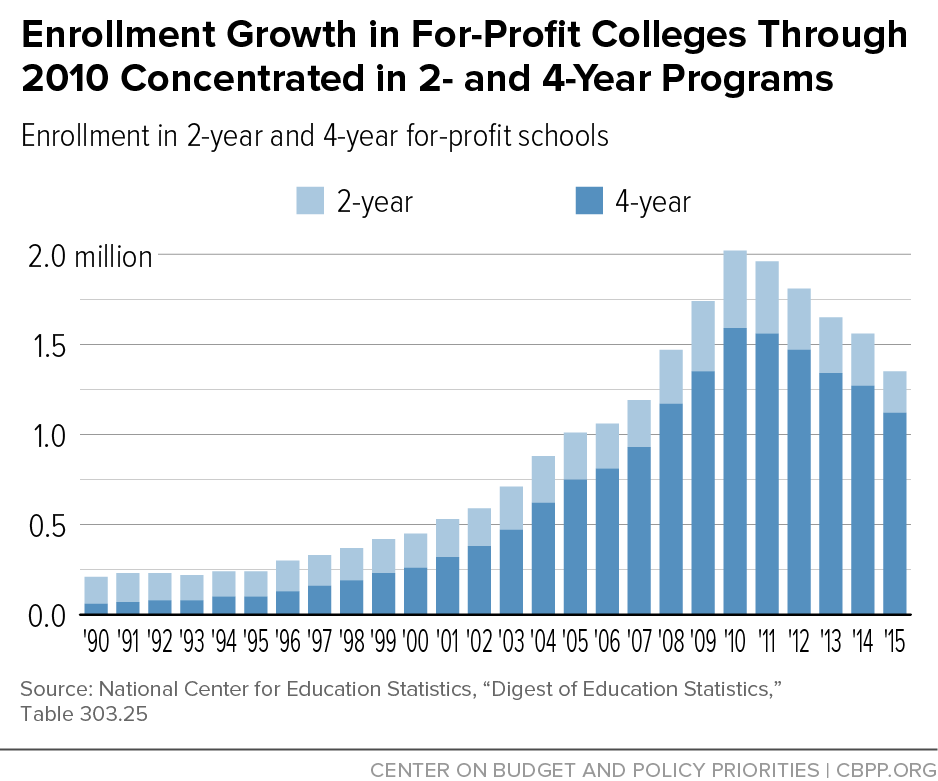 Enrollment Growth in For-Profit Colleges Through
2010 Concentrated in 2- and 4-Year Programs
Enrollment in 2-year and 4-year for-profit schools
2-year 4-year
2.0 million
1.5
1.0
0.5
0.0
'90 '91 '92 '93 '94 '95 '96 '97 '98 '99 '00 '01 '02 '03 '04 '05 '06 '07 '08 '09 '10 '11 '12 '13 '14 '15
Source: National Center for Education Statistics, “Digest of Education Statistics,”
Table 303.25
CENTER ON BUDGET AND POLICY PRIORITIES | CBPP.ORG